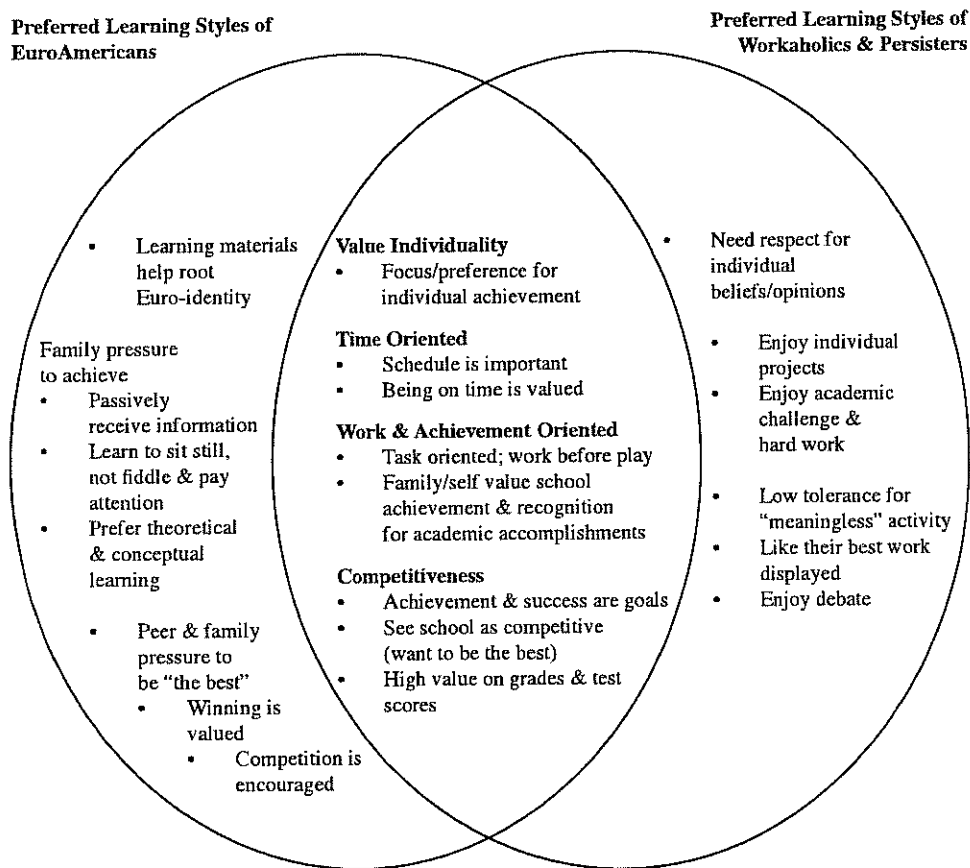 Preferred Learning Styles of
EuroAmericans
Preferred Learning Styles of
Workaholics & Persisters
• Learning materials
help root
Euro-identity
Family pressure
to achieve
• Passively
receive information
• Learn to sit still,
not fiddle & pay
attention
• Prefer theoretical
& conceptual
learning
• Peer & family
pressure to
be “the best”
• Winning is
valued
• Competition is
encouraged
Value Individuality
• Focus/preference for
individual achievement
Time Oriented
• Schedule is important
• Being on time is valued
Work & Achievement Oriented
• Task oriented; work before play
• Family/self value school
achievement & recognition
for academic accomplishments
Competitiveness
• Achievement & success are goals
• See school as competitive
(want to be the best)
• High value on grades & test
scores
• Need respect for
individual
beliefs/opinions
• Enjoy individual
projects
• Enjoy academic
challenge &
hard work
• Low tolerance for
“meaningless” activity
• Like their best work
displayed
• Enjoy debate